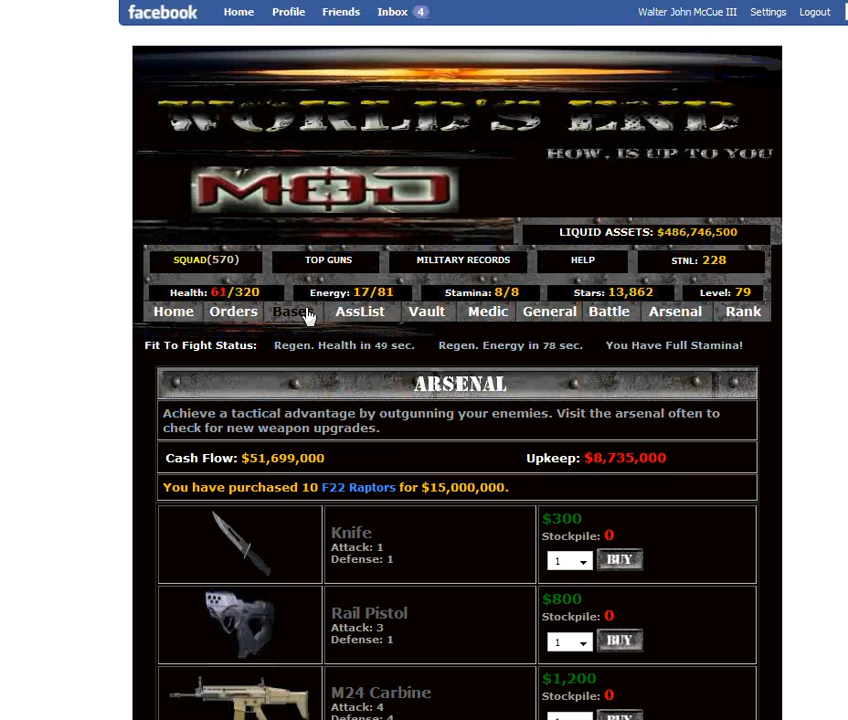 facebook Home Profile Friends Inbox 4 Walter John McCue III Settings Logout
WORLD'S END
HOW, IS UP TO YOU
MOD
LIQUID ASSETS: $486,746,500
SQUAD(570) TOP GUNS MILITARY RECORDS HELP STNL: 228
Health: 61/320 Energy: 17/81 Stamina: 8/8 Stars: 13,862 Level: 79
Home Orders Bases AssList Vault Medic General Battle Arsenal Rank
Fit To Fight Status: Regen. Health in 49 sec. Regen. Energy in 78 sec. You Have Full Stamina!
ARSENAL
Achieve a tactical advantage by outgunning your enemies. Visit the arsenal often to
check for new weapon upgrades.
Cash Flow: $51,699,000 Upkeep: $8,735,000
You have purchased 10 F22 Raptors for $15,000,000.
Knife
Attack: 1
Defense: 1
$300
Stockpile: 0
1 BUY
Rail Pistol
Attack: 3
Defense: 1
$800
Stockpile: 0
1 BUY
M24 Carbine
Attack: 4
Defense: 4
$1,200
Stockpile: 0
1 BUY